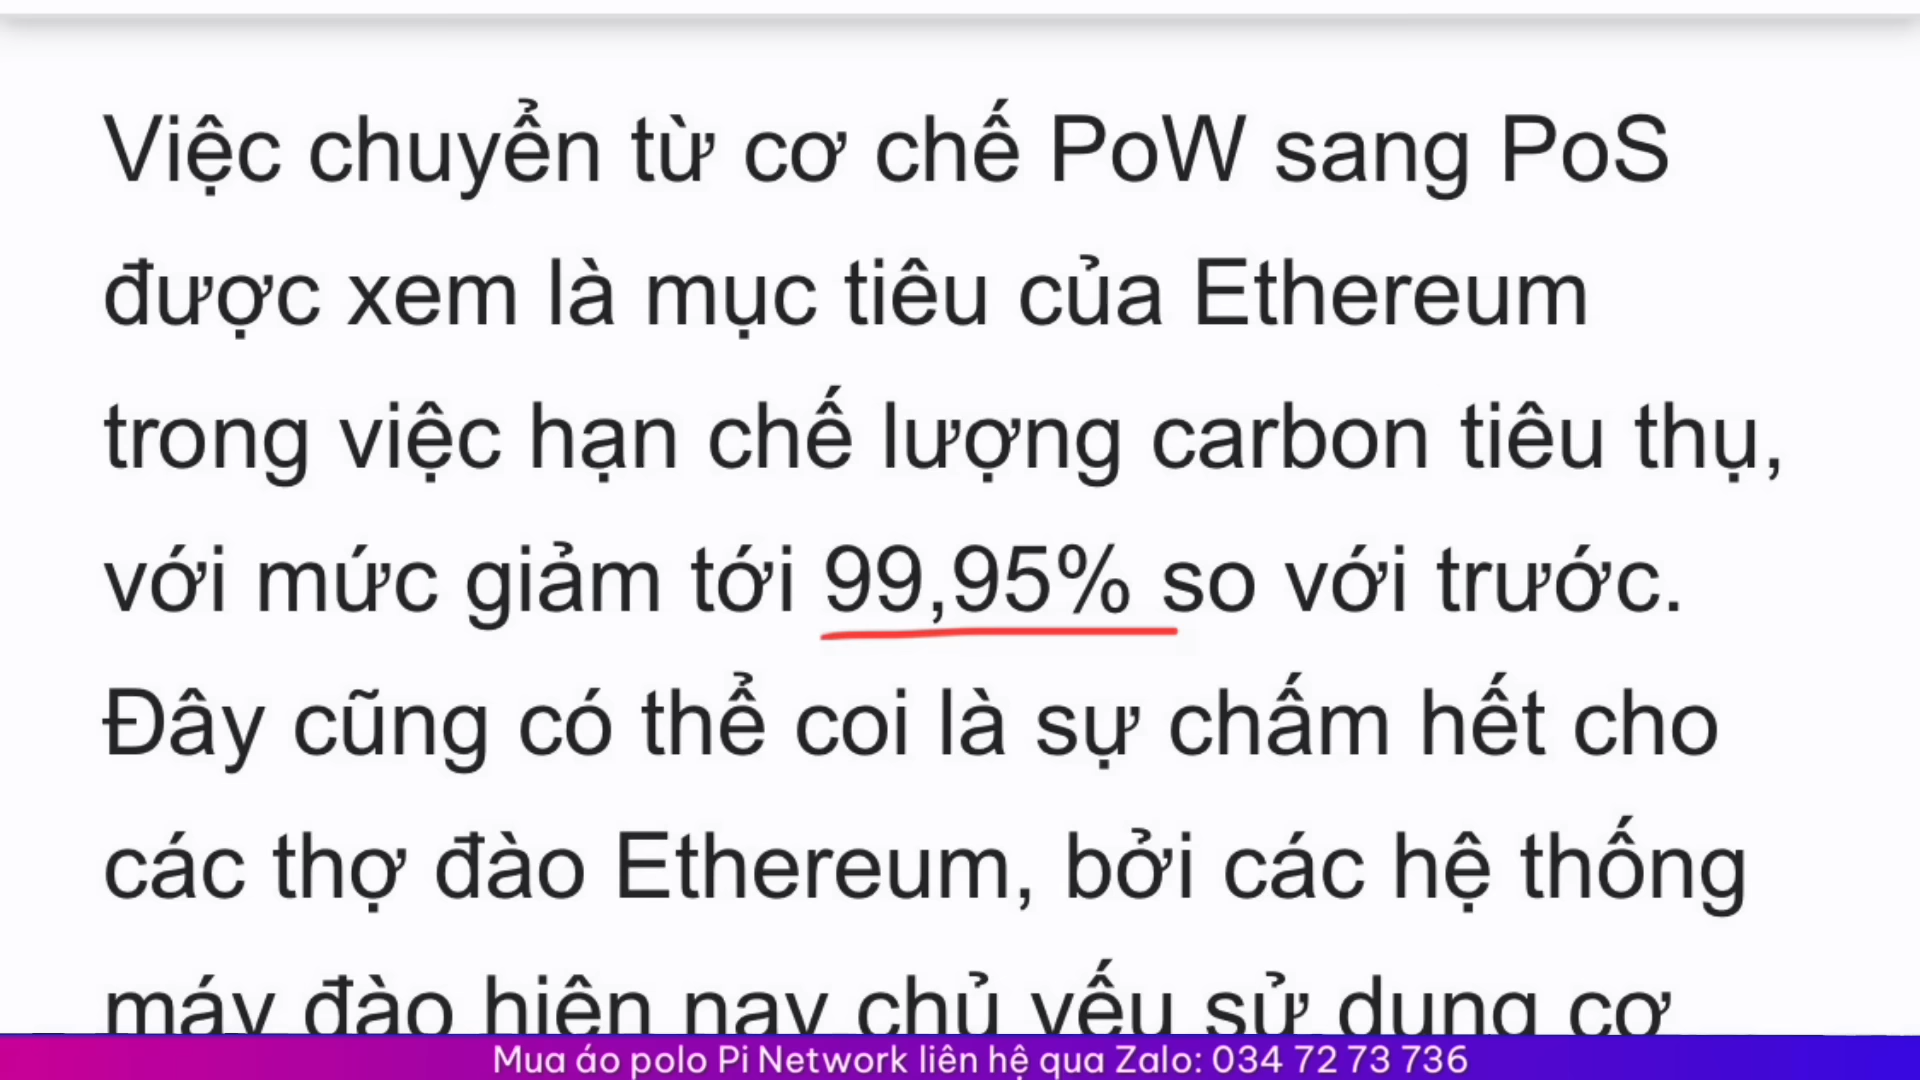 Việc chuyển từ cơ chế PoW sang PoS
được xem là mục tiêu của Ethereum
trong việc hạn chế lượng carbon tiêu thụ,
với mức giảm tới 99,95% so với trước.
Đây cũng có thể coi là sự chấm hết cho
các thợ đào Ethereum, bởi các hệ thống
máy đào hiện nay chủ yếu sử dụng cơ
Mua áo polo Pi Network liên hệ qua Zalo: 034 72 73 736